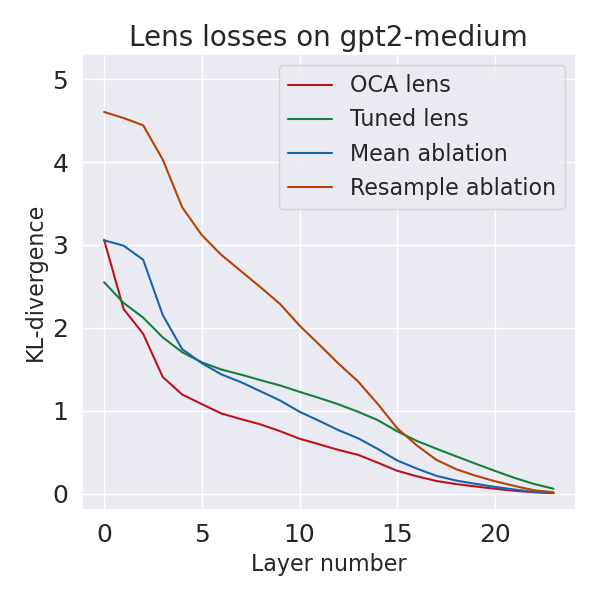 Lens losses on gpt2-medium
5
4
3
2
1
0
KL-divergence
OCA lens
Tuned lens
Mean ablation
Resample ablation
0 5 10 15 20
Layer number